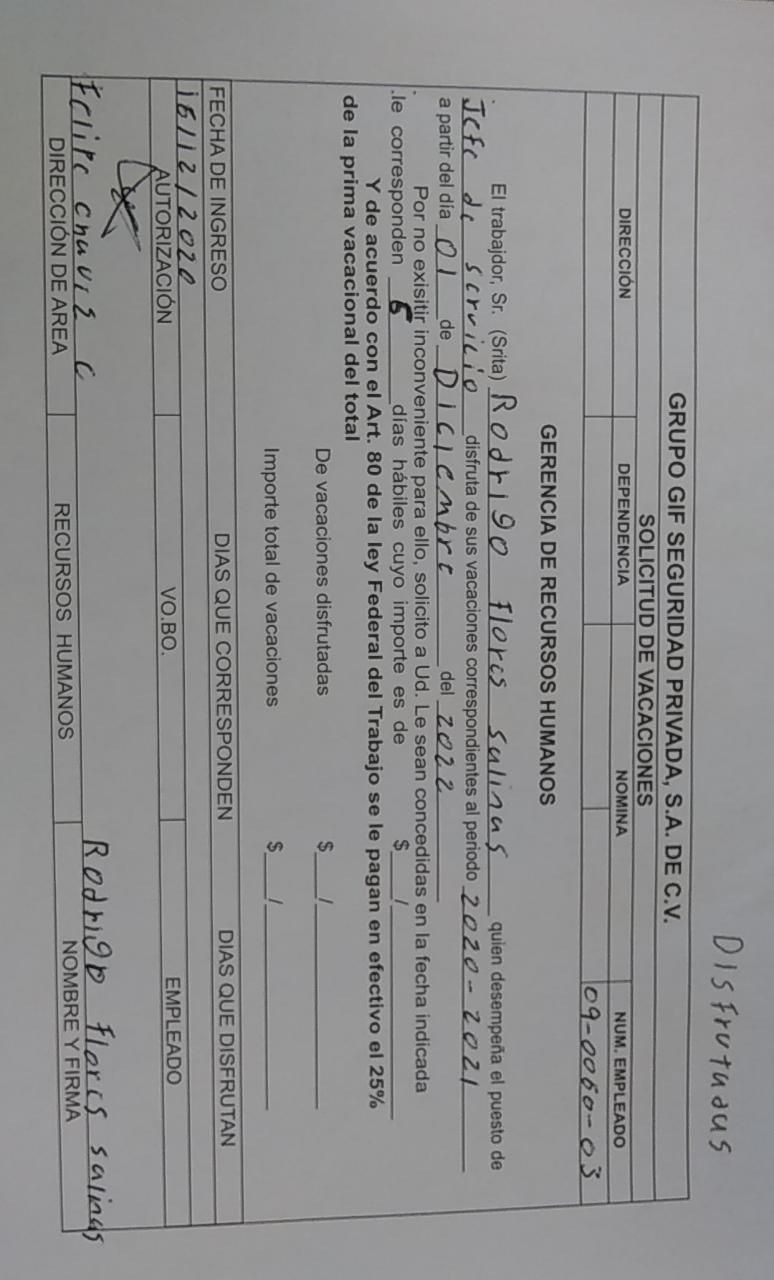 Disfrutadas
GRUPO GIF SEGURIDAD PRIVADA, S.A. DE C.V.
SOLICITUD DE VACACIONES
DIRECCIÓN DEPENDENCIA NOMINA NUM. EMPLEADO
09-0060-03
GERENCIA DE RECURSOS HUMANOS
El trabajdor, Sr. (Srita) Rodrigo Flores salinas quien desempeña el puesto de
Jefe de servicio disfruta de sus vacaciones correspondientes al periodo 2020-2021
a partir del día 01 de Diciembre del 2022
Por no exisitir inconveniente para ello, solicito a Ud. Le sean concedidas en la fecha indicada
.le corresponden 6 días hábiles cuyo importe es de $___/
Y de acuerdo con el Art. 80 de la ley Federal del Trabajo se le pagan en efectivo el 25%
de la prima vacacional del total
De vacaciones disfrutadas $___/
Importe total de vacaciones $___/
FECHA DE INGRESO DIAS QUE CORRESPONDEN DIAS QUE DISFRUTAN
16/12/2020
AUTORIZACIÓN VO.BO. EMPLEADO
Felipe chaviz C Rodrigo Flores salinas
DIRECCIÓN DE AREA RECURSOS HUMANOS NOMBRE Y FIRMA